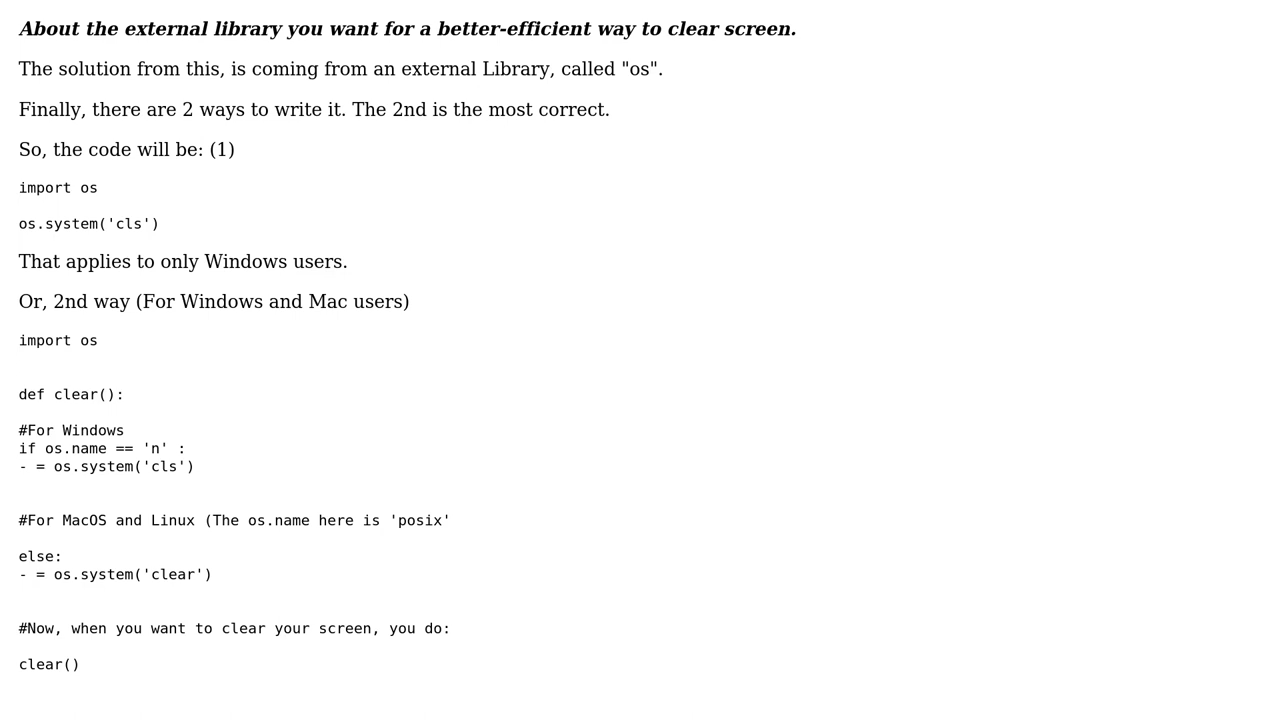 About the external library you want for a better-efficient way to clear screen.
The solution from this, is coming from an external Library, called "os".
Finally, there are 2 ways to write it. The 2nd is the most correct.
So, the code will be: (1)
import os
os.system('cls')
That applies to only Windows users.
Or, 2nd way (For Windows and Mac users)
import os
def clear():
#For Windows
if os.name == 'n' :
- = os.system('cls')
#For MacOS and Linux (The os.name here is 'posix'
else:
- = os.system('clear')
#Now, when you want to clear your screen, you do:
clear()